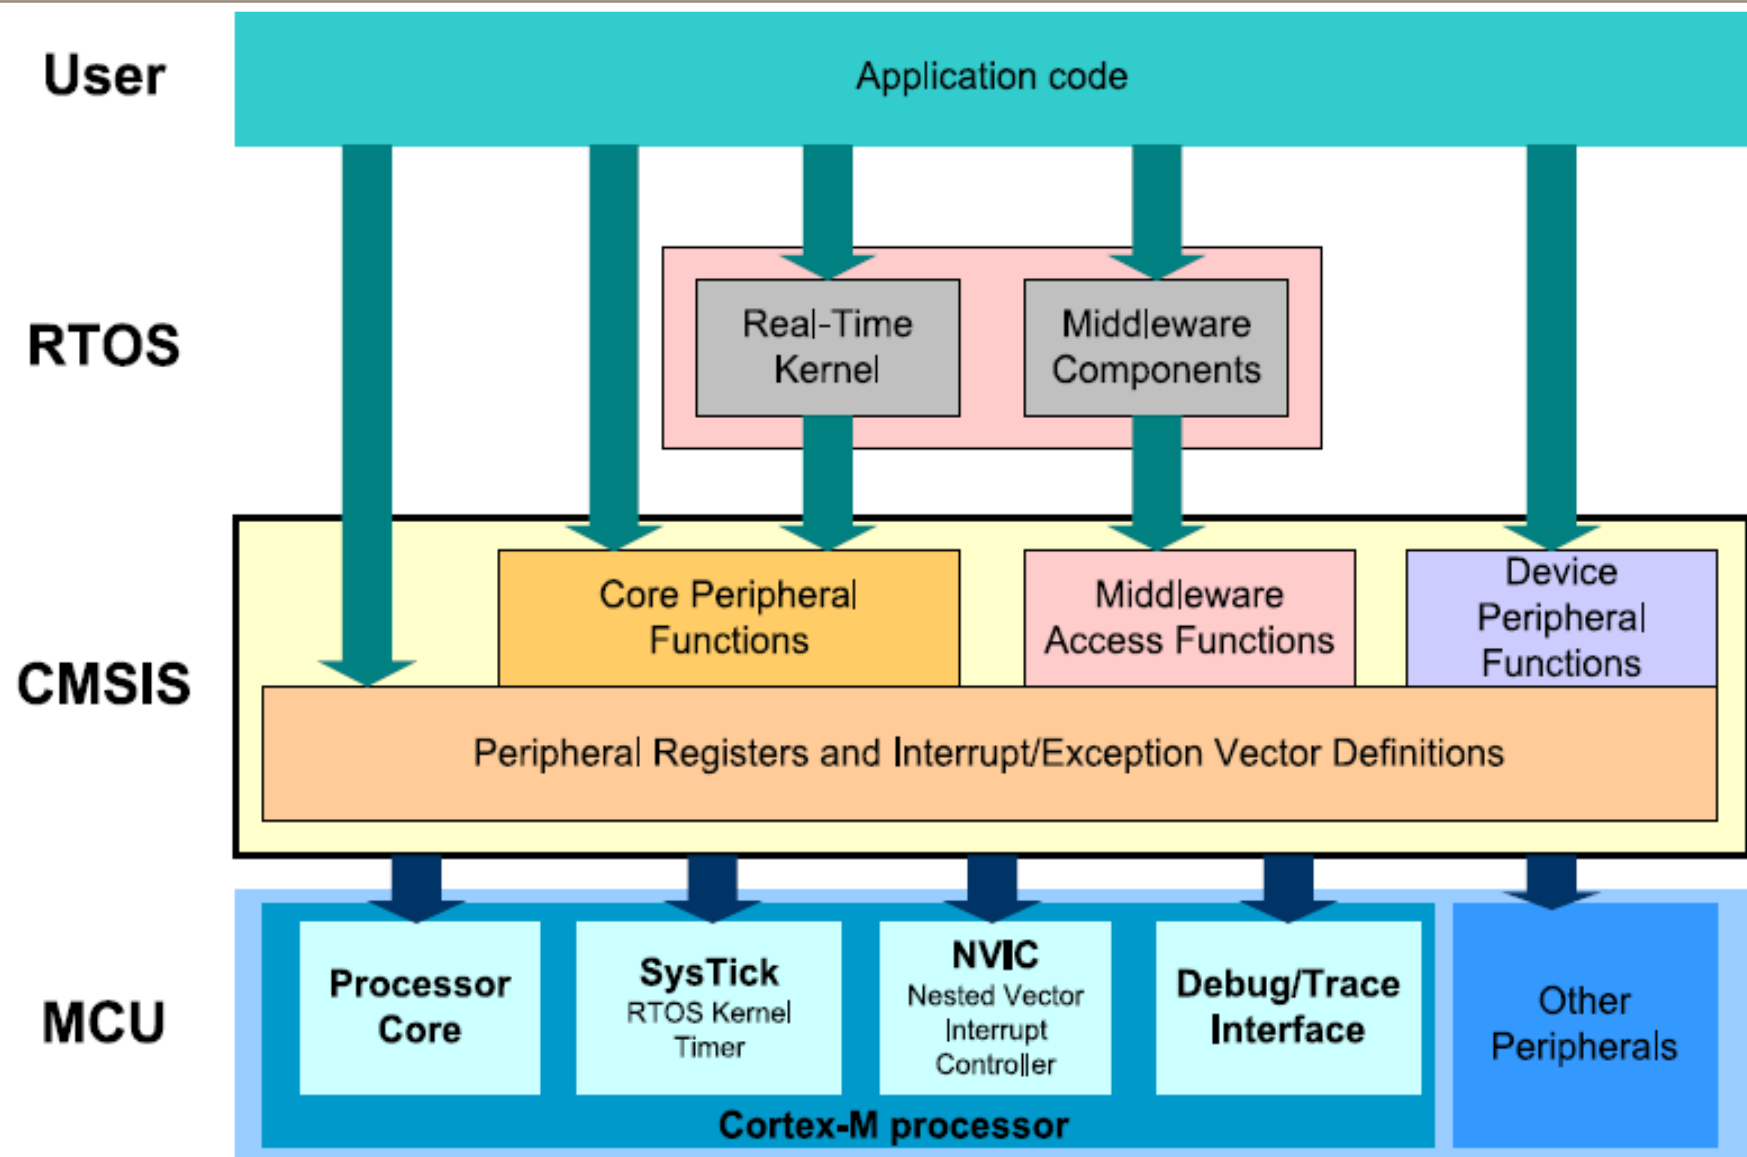 User
Application code
RTOS
Real-Time
Kernel
Middleware
Components
CMSIS
Core Peripheral
Functions
Middleware
Access Functions
Device
Peripheral
Functions
Peripheral Registers and Interrupt/Exception Vector Definitions
MCU
Processor
Core
SysTick
RTOS Kernel
Timer
NVIC
Nested Vector
Interrupt
Controller
Debug/Trace
Interface
Other
Peripherals
Cortex-M processor